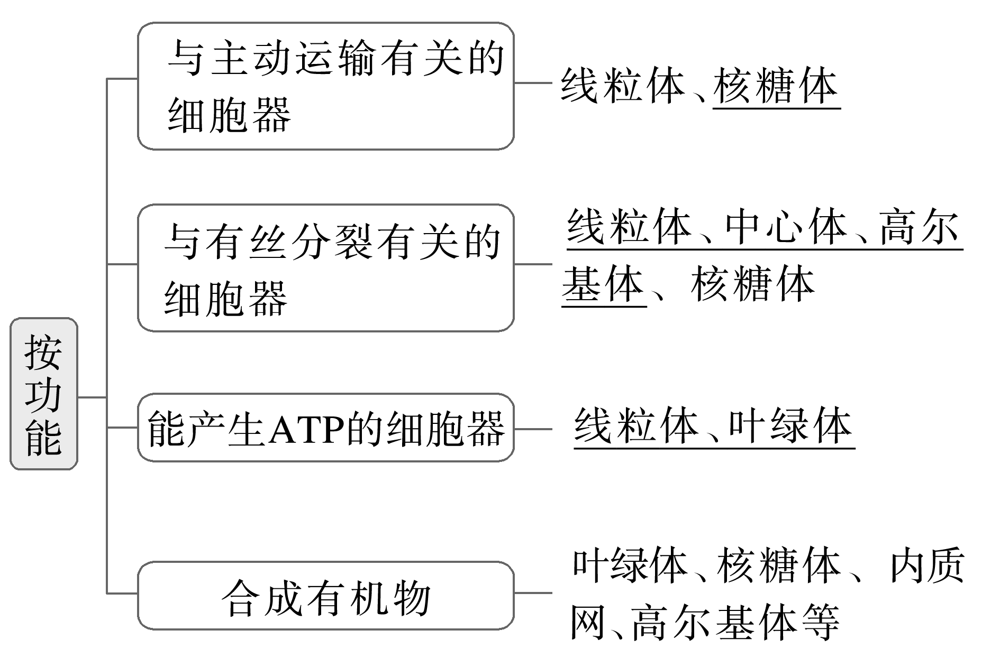 按功能
与主动运输有关的
细胞器
线粒体、核糖体
与有丝分裂有关的
细胞器
线粒体、中心体、高尔
基体、核糖体
能产生ATP的细胞器
线粒体、叶绿体
合成有机物
叶绿体、核糖体、内质
网、高尔基体等